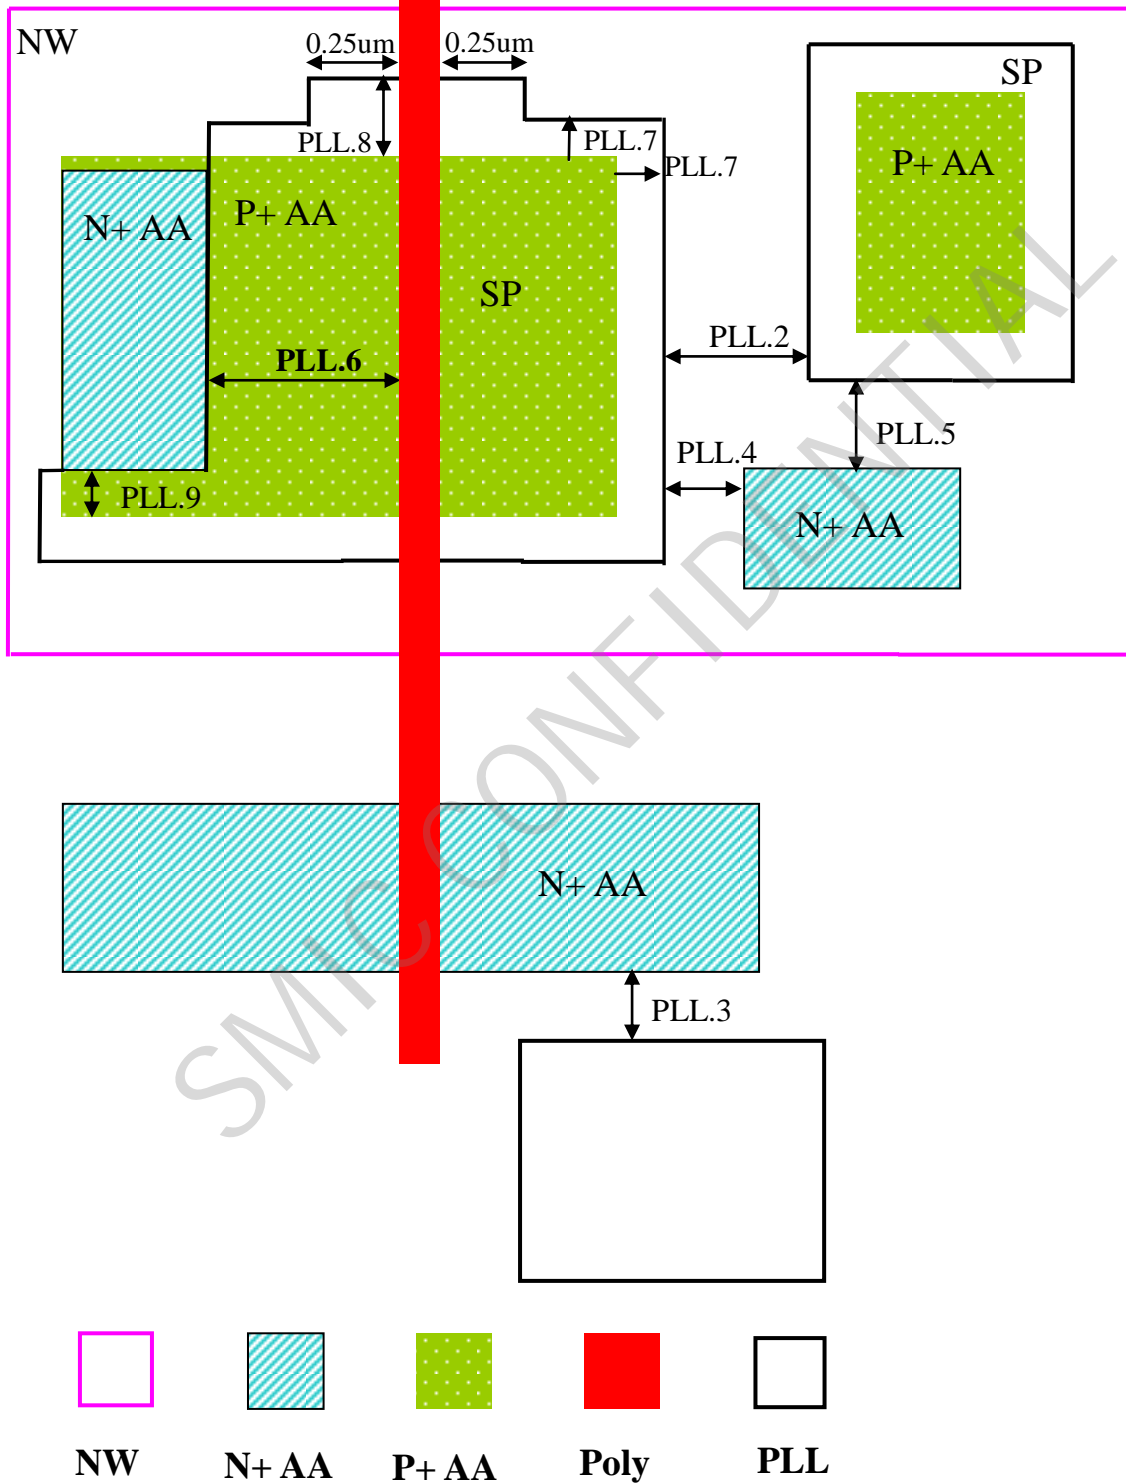 NW
0.25um
0.25um
SP
PLL.8
PLL.7
PLL.7
P+ AA
N+ AA
P+ AA
SP
PLL.2
PLL.6
PLL.5
PLL.4
PLL.9
N+ AA
N+ AA
PLL.3
SMIC CONFIDENTIAL
NW
N+ AA
P+ AA
Poly
PLL